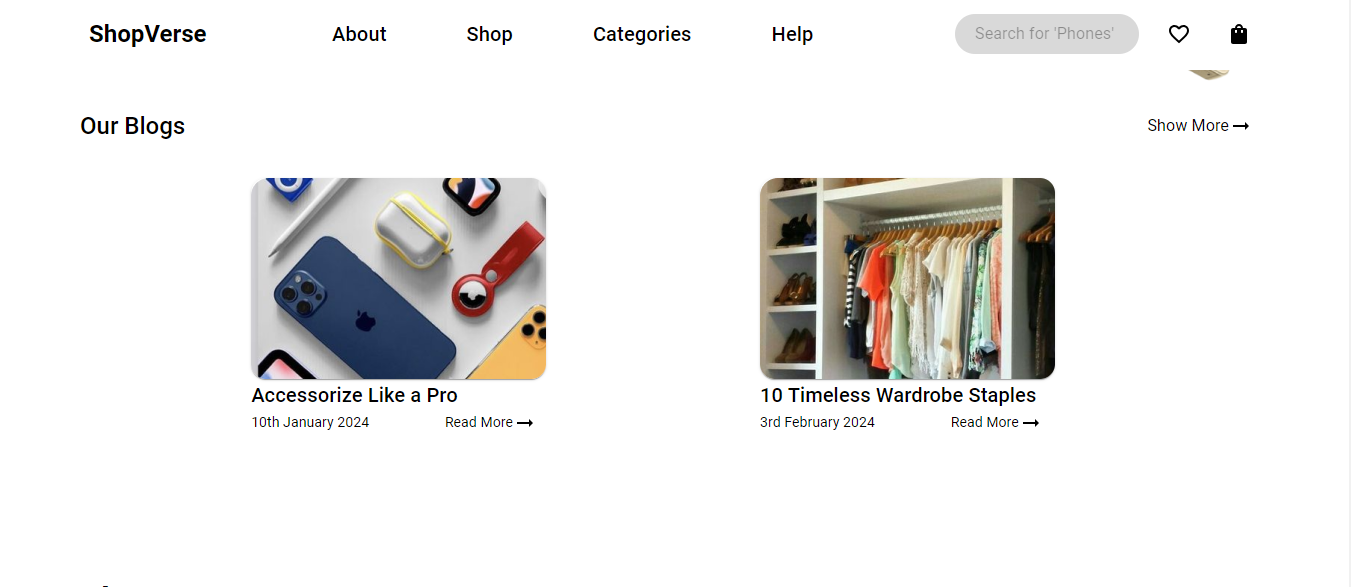 ShopVerse About Shop Categories Help Search for 'Phones'
Our Blogs Show More
Accessorize Like a Pro 10 Timeless Wardrobe Staples
10th January 2024 Read More 3rd February 2024 Read More